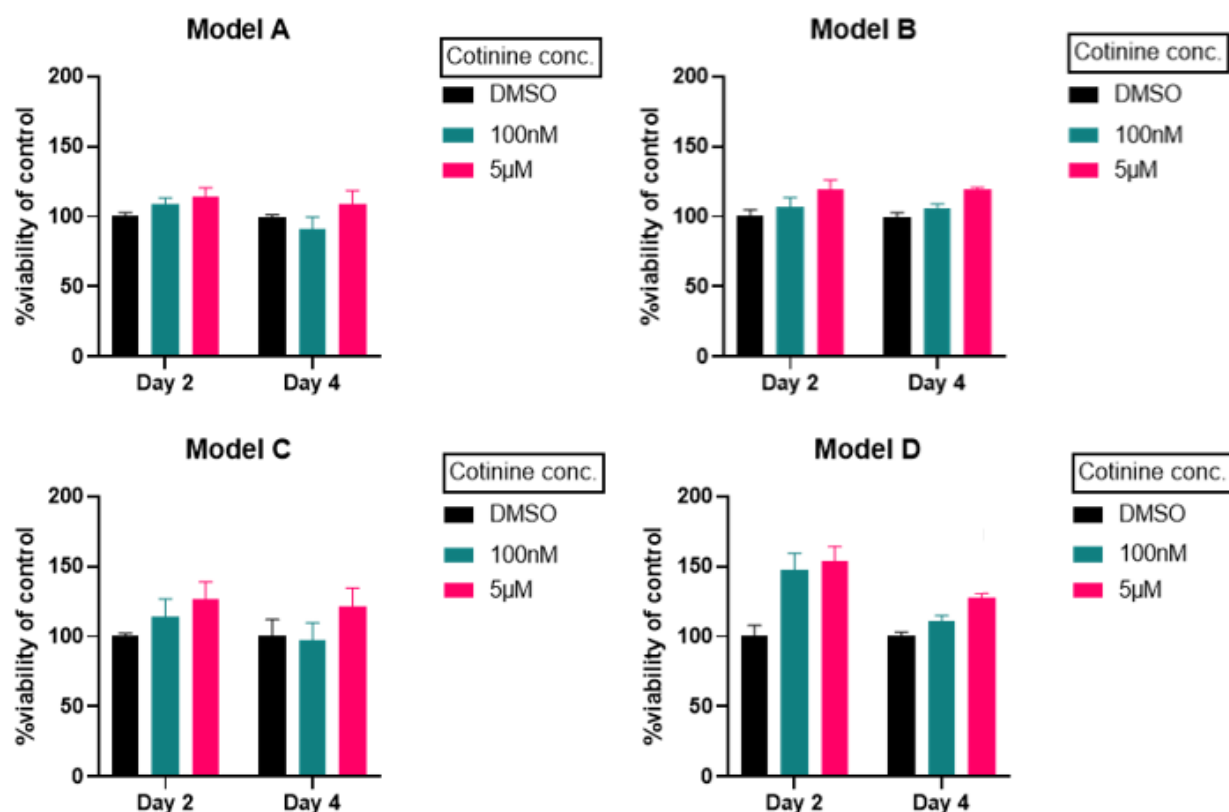 Model A
Cotinine conc.
DMSO
100nM
5µM
%viability of control
200
150
100
50
0
Day 2
Day 4
Model B
Cotinine conc.
DMSO
100nM
5µM
%viability of control
200
150
100
50
0
Day 2
Day 4
Model C
Cotinine conc.
DMSO
100nM
5µM
%viability of control
200
150
100
50
0
Day 2
Day 4
Model D
Cotinine conc.
DMSO
100nM
5µM
%viability of control
200
150
100
50
0
Day 2
Day 4